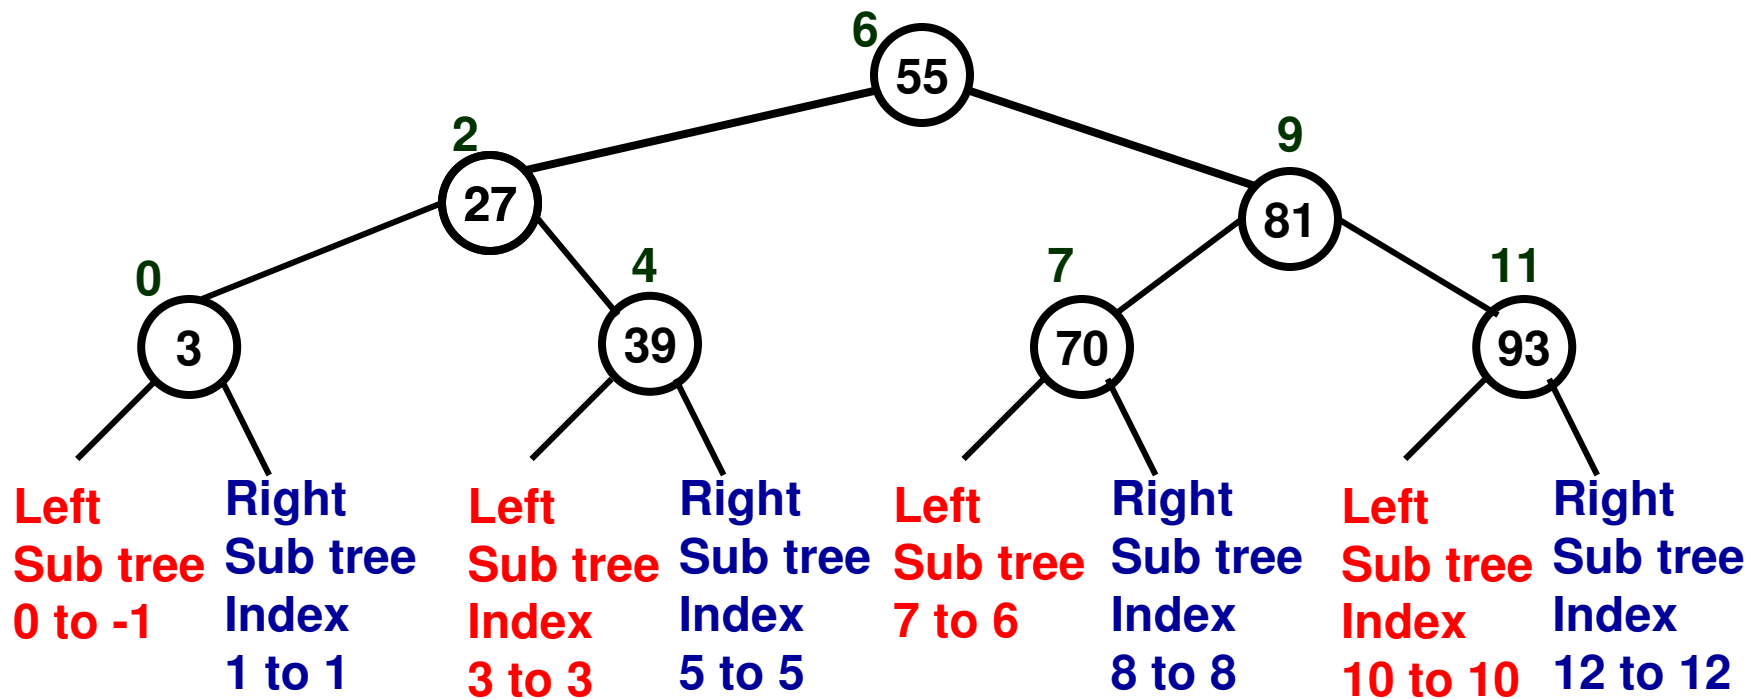 6
55
2
27
9
81
0
3
4
39
7
70
11
93
Left
Sub tree
0 to -1
Right
Sub tree
Index
1 to 1
Left
Sub tree
Index
3 to 3
Right
Sub tree
Index
5 to 5
Left
Sub tree
7 to 6
Right
Sub tree
Index
8 to 8
Left
Sub tree
Index
10 to 10
Right
Sub tree
Index
12 to 12